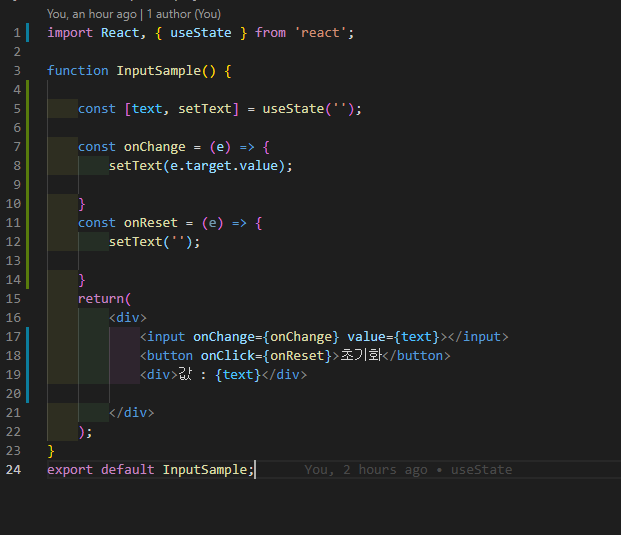 You, an hour ago | 1 author (You)
1 import React, { useState } from 'react';
2
3 function InputSample() {
4
5 const [text, setText] = useState('');
6
7 const onChange = (e) => {
8 setText(e.target.value);
9
10 }
11 const onReset = (e) => {
12 setText('');
13
14 }
15 return(
16 <div>
17 <input onChange={onChange} value={text}></input>
18 <button onClick={onReset}>초기화</button>
19 <div>값 : {text}</div>
20
21 </div>
22 );
23 }
24 export default InputSample; You, 2 hours ago • useState